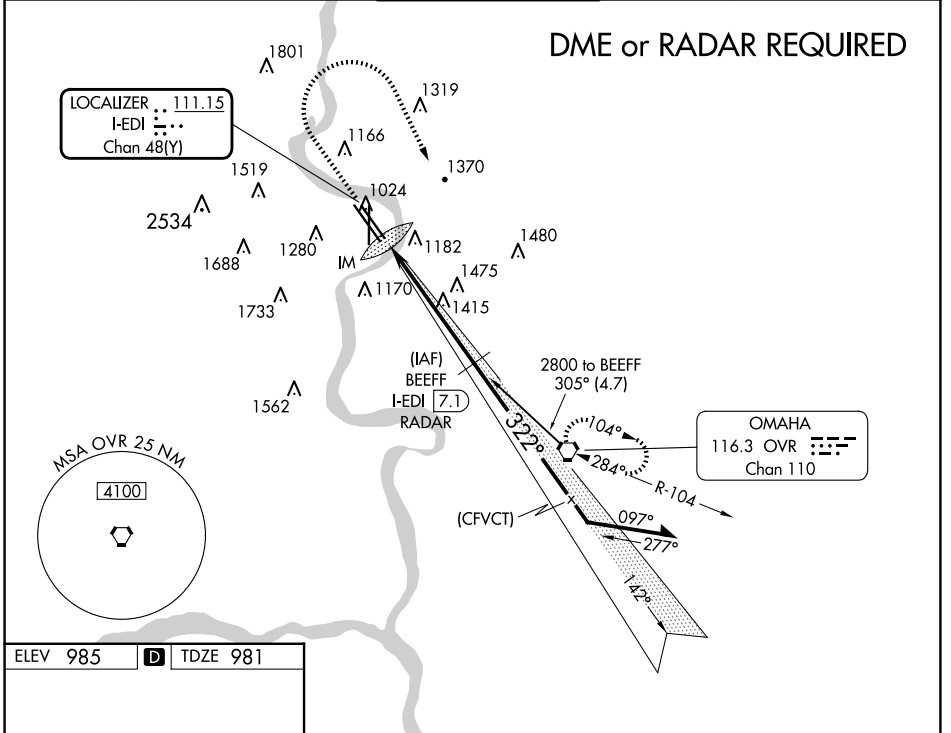 DME or RADAR REQUIRED
1801
1319
LOCALIZER 111.15
I-EDI
Chan 48(Y)
1166
1370
1519
1024
2534
1280
1182
1480
1688
IM
1475
1170
1415
1733
(IAF)
BEEFF
I-EDI 7.1
RADAR
2800 to BEEFF
305° (4.7)
1562
322°
104°
284°
R-104
OMAHA
116.3 OVR
Chan 110
MSA OVR 25 NM
4100
(CFVCT)
x
097°
277°
142°
ELEV 985 D TDZE 981